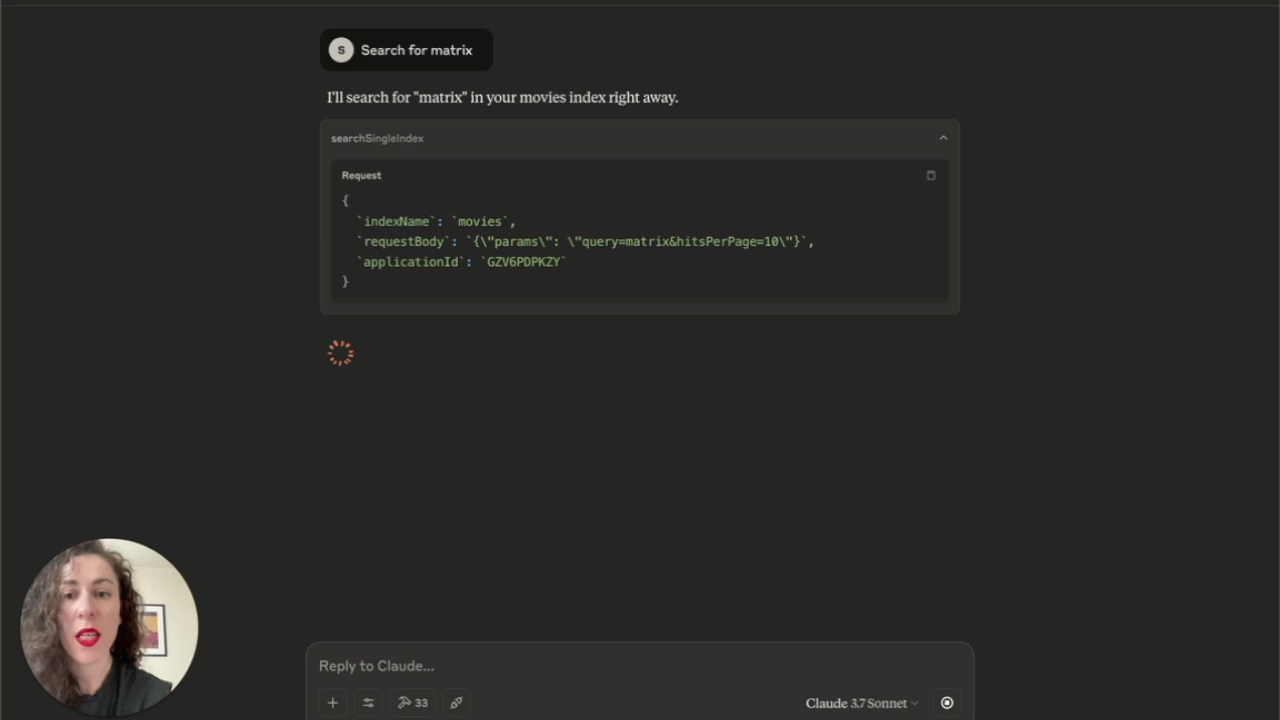 S Search for matrix
I'll search for "matrix" in your movies index right away.
searchSingleIndex
Request
{
`indexName`: `movies`,
`requestBody`: `{\"params\": \"query=matrix&hitsPerPage=10\"}`,
`applicationId`: `GZV6PDPKZY`
}
Reply to Claude...
33
Claude 3.7 Sonnet